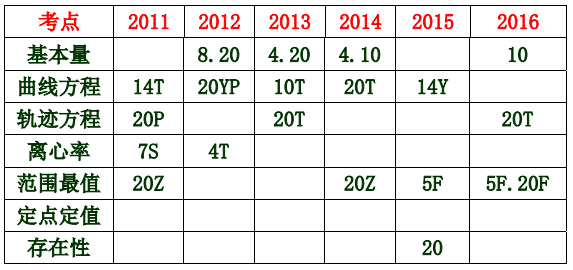 考点 2011 2012 2013 2014 2015 2016
基本量 8.20 4.20 4.10 10
曲线方程 14T 20YP 10T 20T 14Y
轨迹方程 20P 20T 20T
离心率 7S 4T
范围最值 20Z 20Z 5F 5F.20F
定点定值
存在性 20